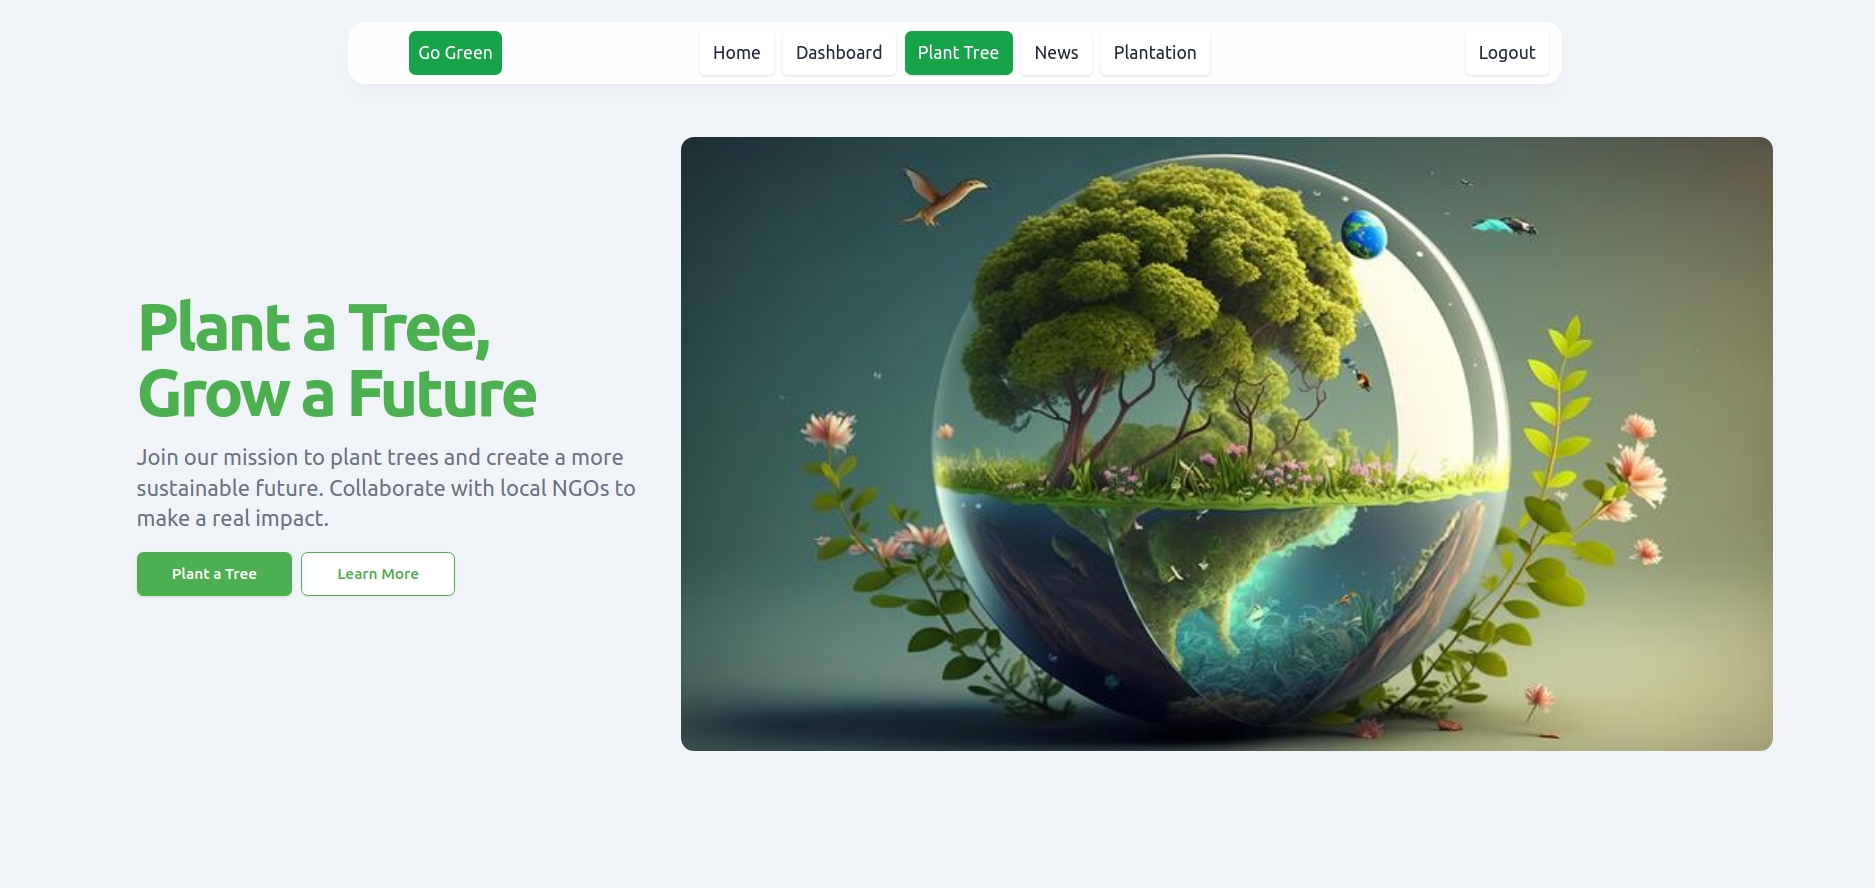 Go Green
Home
Dashboard
Plant Tree
News
Plantation
Logout
Plant a Tree,
Grow a Future
Join our mission to plant trees and create a more
sustainable future. Collaborate with local NGOs to
make a real impact.
Plant a Tree
Learn More